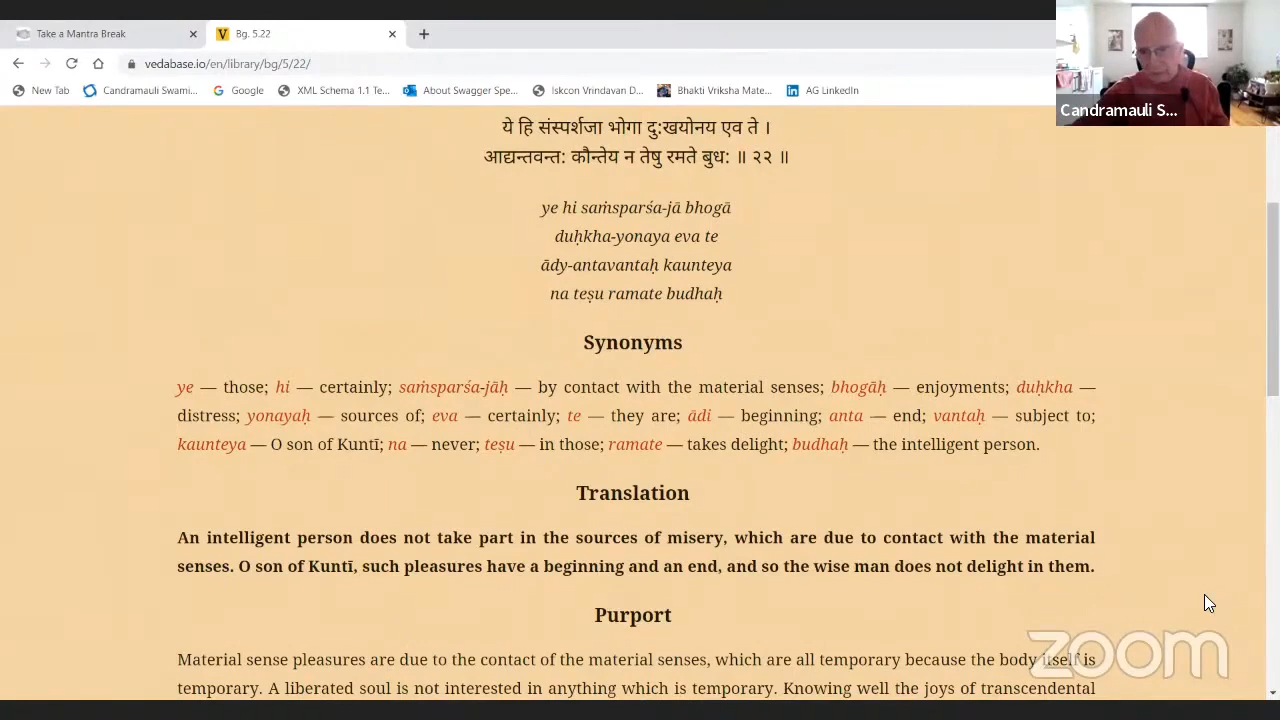 Take a Mantra Break
Bg. 5.22
vedabase.io/en/library/bg/5/22/
New Tab
Candramauli Swami...
Google
XML Schema 1.1 Te...
About Swagger Spe...
Iskcon Vrindavan D...
Bhakti Vriksha Mate...
AG LinkedIn
Candramauli S...
ये हि संस्पर्शजा भोगा दु:खयोनय एव ते ।
आद्यन्तवन्त: कौन्तेय न तेषु रमते बुध: ॥ २२ ॥
ye hi saṁsparśa-jā bhogā
duḥkha-yonaya eva te
ādy-antavantaḥ kaunteya
na teṣu ramate budhaḥ
Synonyms
ye — those; hi — certainly; saṁsparśa-jāḥ — by contact with the material senses; bhogāḥ — enjoyments; duḥkha —
distress; yonayaḥ — sources of; eva — certainly; te — they are; ādi — beginning; anta — end; vantaḥ — subject to;
kaunteya — O son of Kuntī; na — never; teṣu — in those; ramate — takes delight; budhaḥ — the intelligent person.
Translation
An intelligent person does not take part in the sources of misery, which are due to contact with the material
senses. O son of Kuntī, such pleasures have a beginning and an end, and so the wise man does not delight in them.
Purport
Material sense pleasures are due to the contact of the material senses, which are all temporary because the body itself is
temporary. A liberated soul is not interested in anything which is temporary. Knowing well the joys of transcendental
zoom